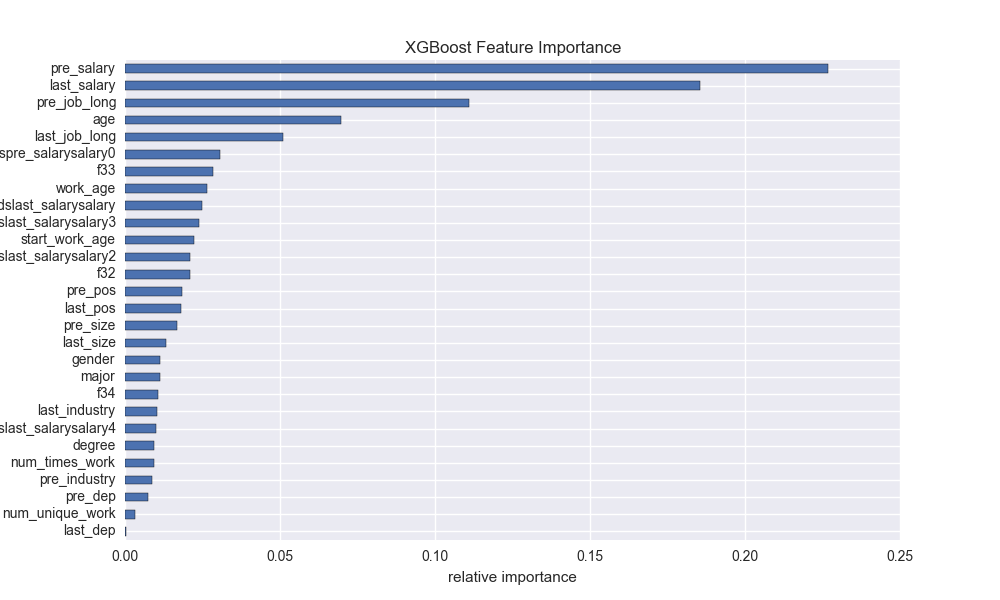 XGBoost Feature Importance
pre_salary
last_salary
pre_job_long
age
last_job_long
spre_salarysalary0
f33
work_age
dslast_salarysalary
slast_salarysalary3
start_work_age
slast_salarysalary2
f32
pre_pos
last_pos
pre_size
last_size
gender
major
f34
last_industry
slast_salarysalary4
degree
num_times_work
pre_industry
pre_dep
num_unique_work
last_dep
0.00 0.05 0.10 0.15 0.20 0.25
relative importance